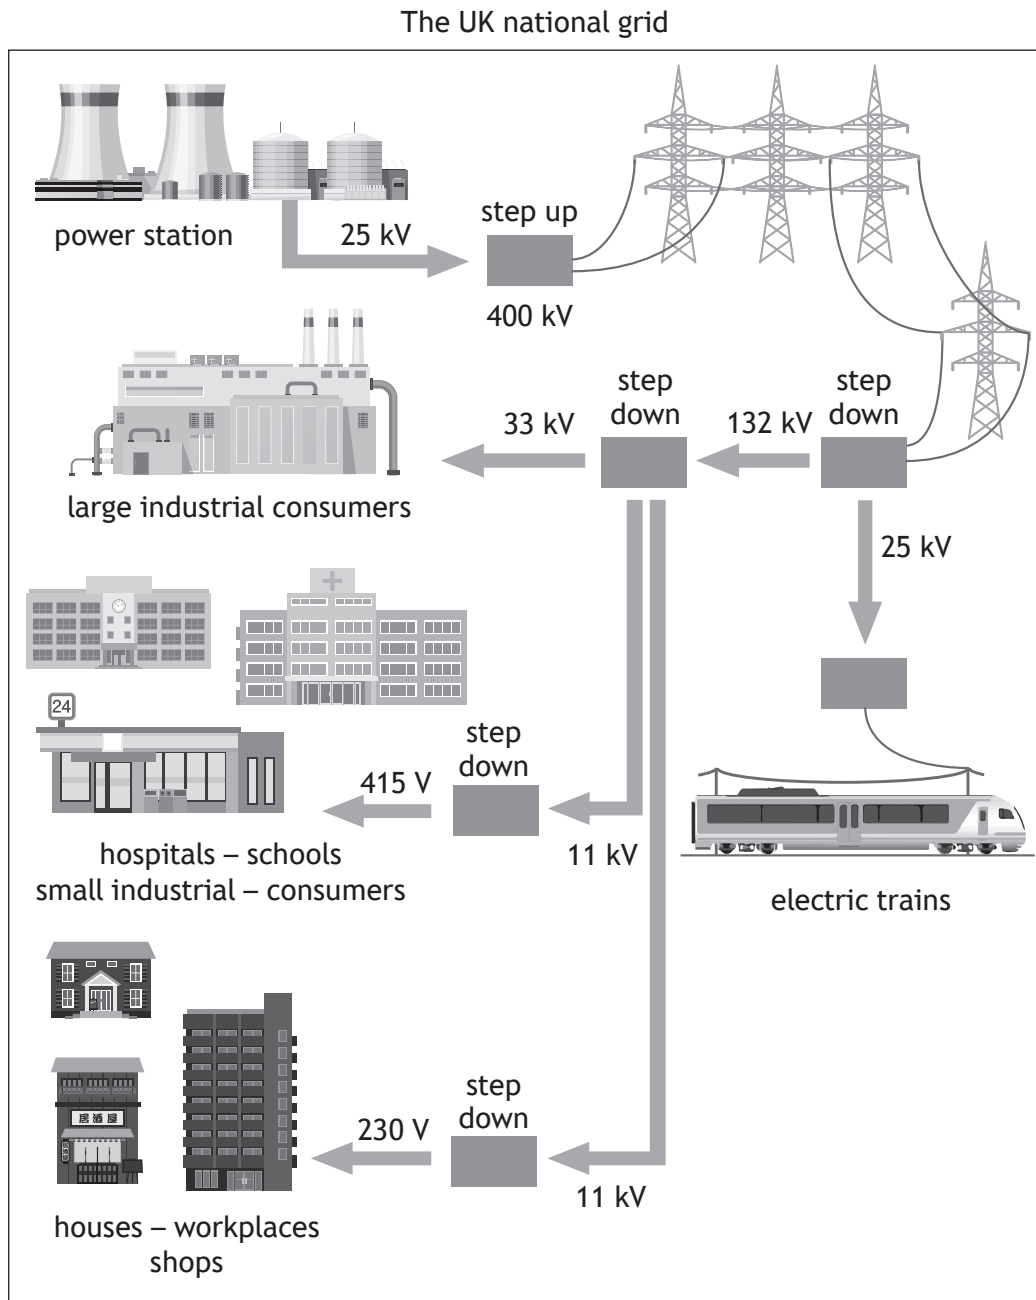 The UK national grid
power station
25 kV
step up
400 kV
step
down
132 kV
step
down
33 kV
large industrial consumers
25 kV
24
step
down
415 V
11 kV
hospitals – schools
small industrial – consumers
electric trains
居酒屋
step
down
230 V
11 kV
houses – workplaces
shops